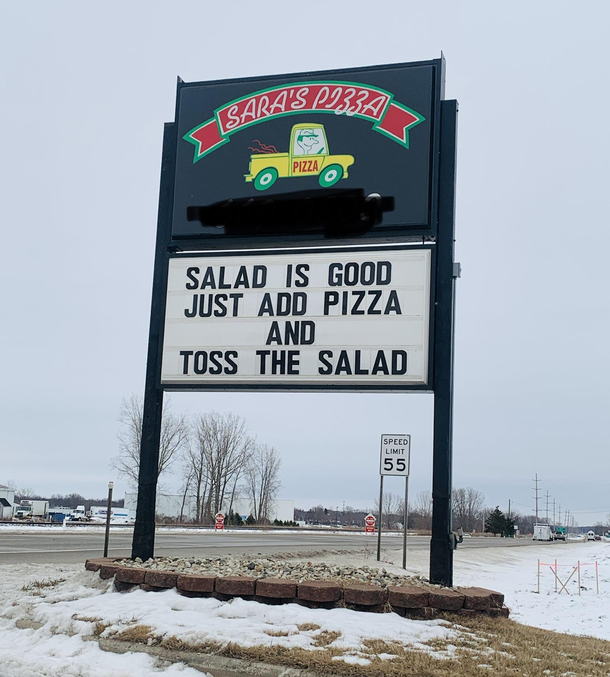 SARA'S PIZZA
PIZZA
SALAD IS GOOD
JUST ADD PIZZA
AND
TOSS THE SALAD
SPEED
LIMIT
55